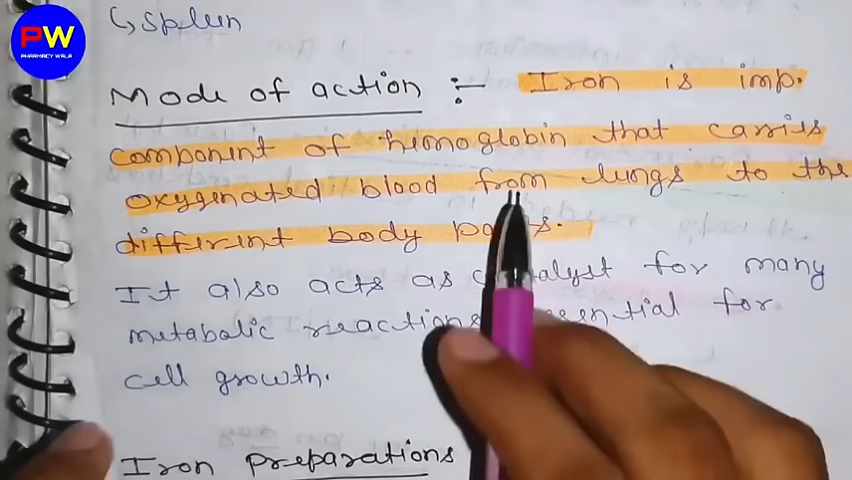 PW
PHARMACY WALA
↳ spleen
Mode of action :- Iron is imp.
component of hemoglobin that carries
oxygenated blood from lungs to the
different body pa s.
It also acts as catalyst for many
metabolic reactions essential for
cell growth.
Iron preparations